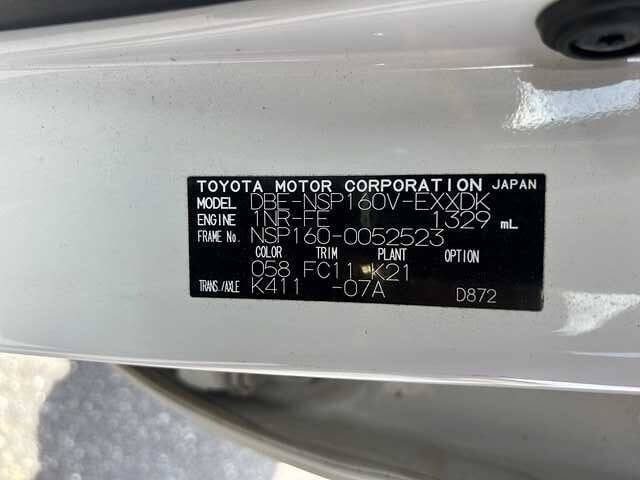 TOYOTA MOTOR CORPORATION JAPAN
MODEL DBE-NSP160V-EXXDK
ENGINE 1NR-FE 1329 mL
FRAME No. NSP160-0052523
COLOR TRIM PLANT OPTION
058 FC11 K21
TRANS./AXLE K411 -07A D872